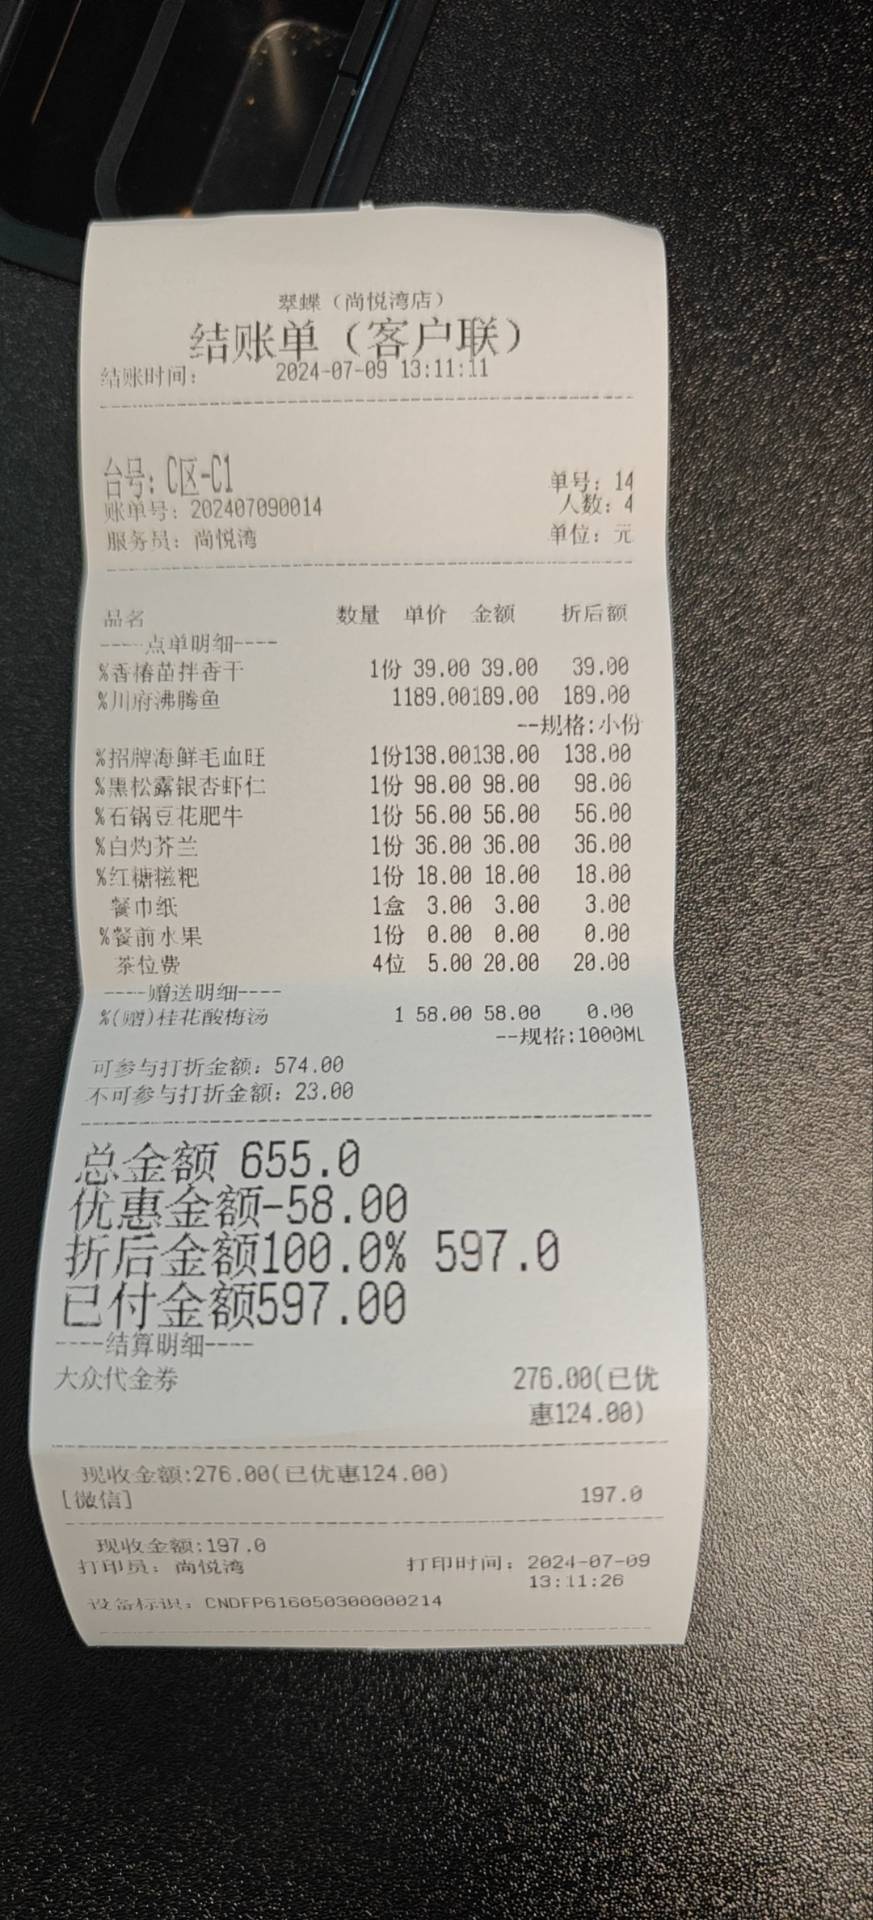 翠蝶（尚悦湾店）
结账单（客户联）
结账时间： 2024-07-09 13:11:11
台号：C区-C1 单号：14
账单号：202407090014 人数：4
服务员：尚悦湾 单位：元
品名 数量 单价 金额 折后额
----点单明细----
%香椿苗拌香干 1份 39.00 39.00 39.00
%川府沸腾鱼 1189.00189.00 189.00
--规格:小份
%招牌海鲜毛血旺 1份138.00138.00 138.00
%黑松露银杏虾仁 1份 98.00 98.00 98.00
%石锅豆花肥牛 1份 56.00 56.00 56.00
%白灼芥兰 1份 36.00 36.00 36.00
%红糖糍粑 1份 18.00 18.00 18.00
餐巾纸 1盒 3.00 3.00 3.00
%餐前水果 1份 0.00 0.00 0.00
茶位费 4位 5.00 20.00 20.00
----赠送明细----
%(赠)桂花酸梅汤 1 58.00 58.00 0.00
--规格:1000ML
可参与打折金额：574.00
不可参与打折金额：23.00
总金额 655.0
优惠金额-58.00
折后金额100.0% 597.0
已付金额597.00
----结算明细----
大众代金券 276.00(已优
惠124.00)
现收金额:276.00(已优惠124.00)
[微信] 197.0
现收金额:197.0
打印员：尚悦湾 打印时间：2024-07-09
13:11:26
设备标识：CNDFP616050300000214